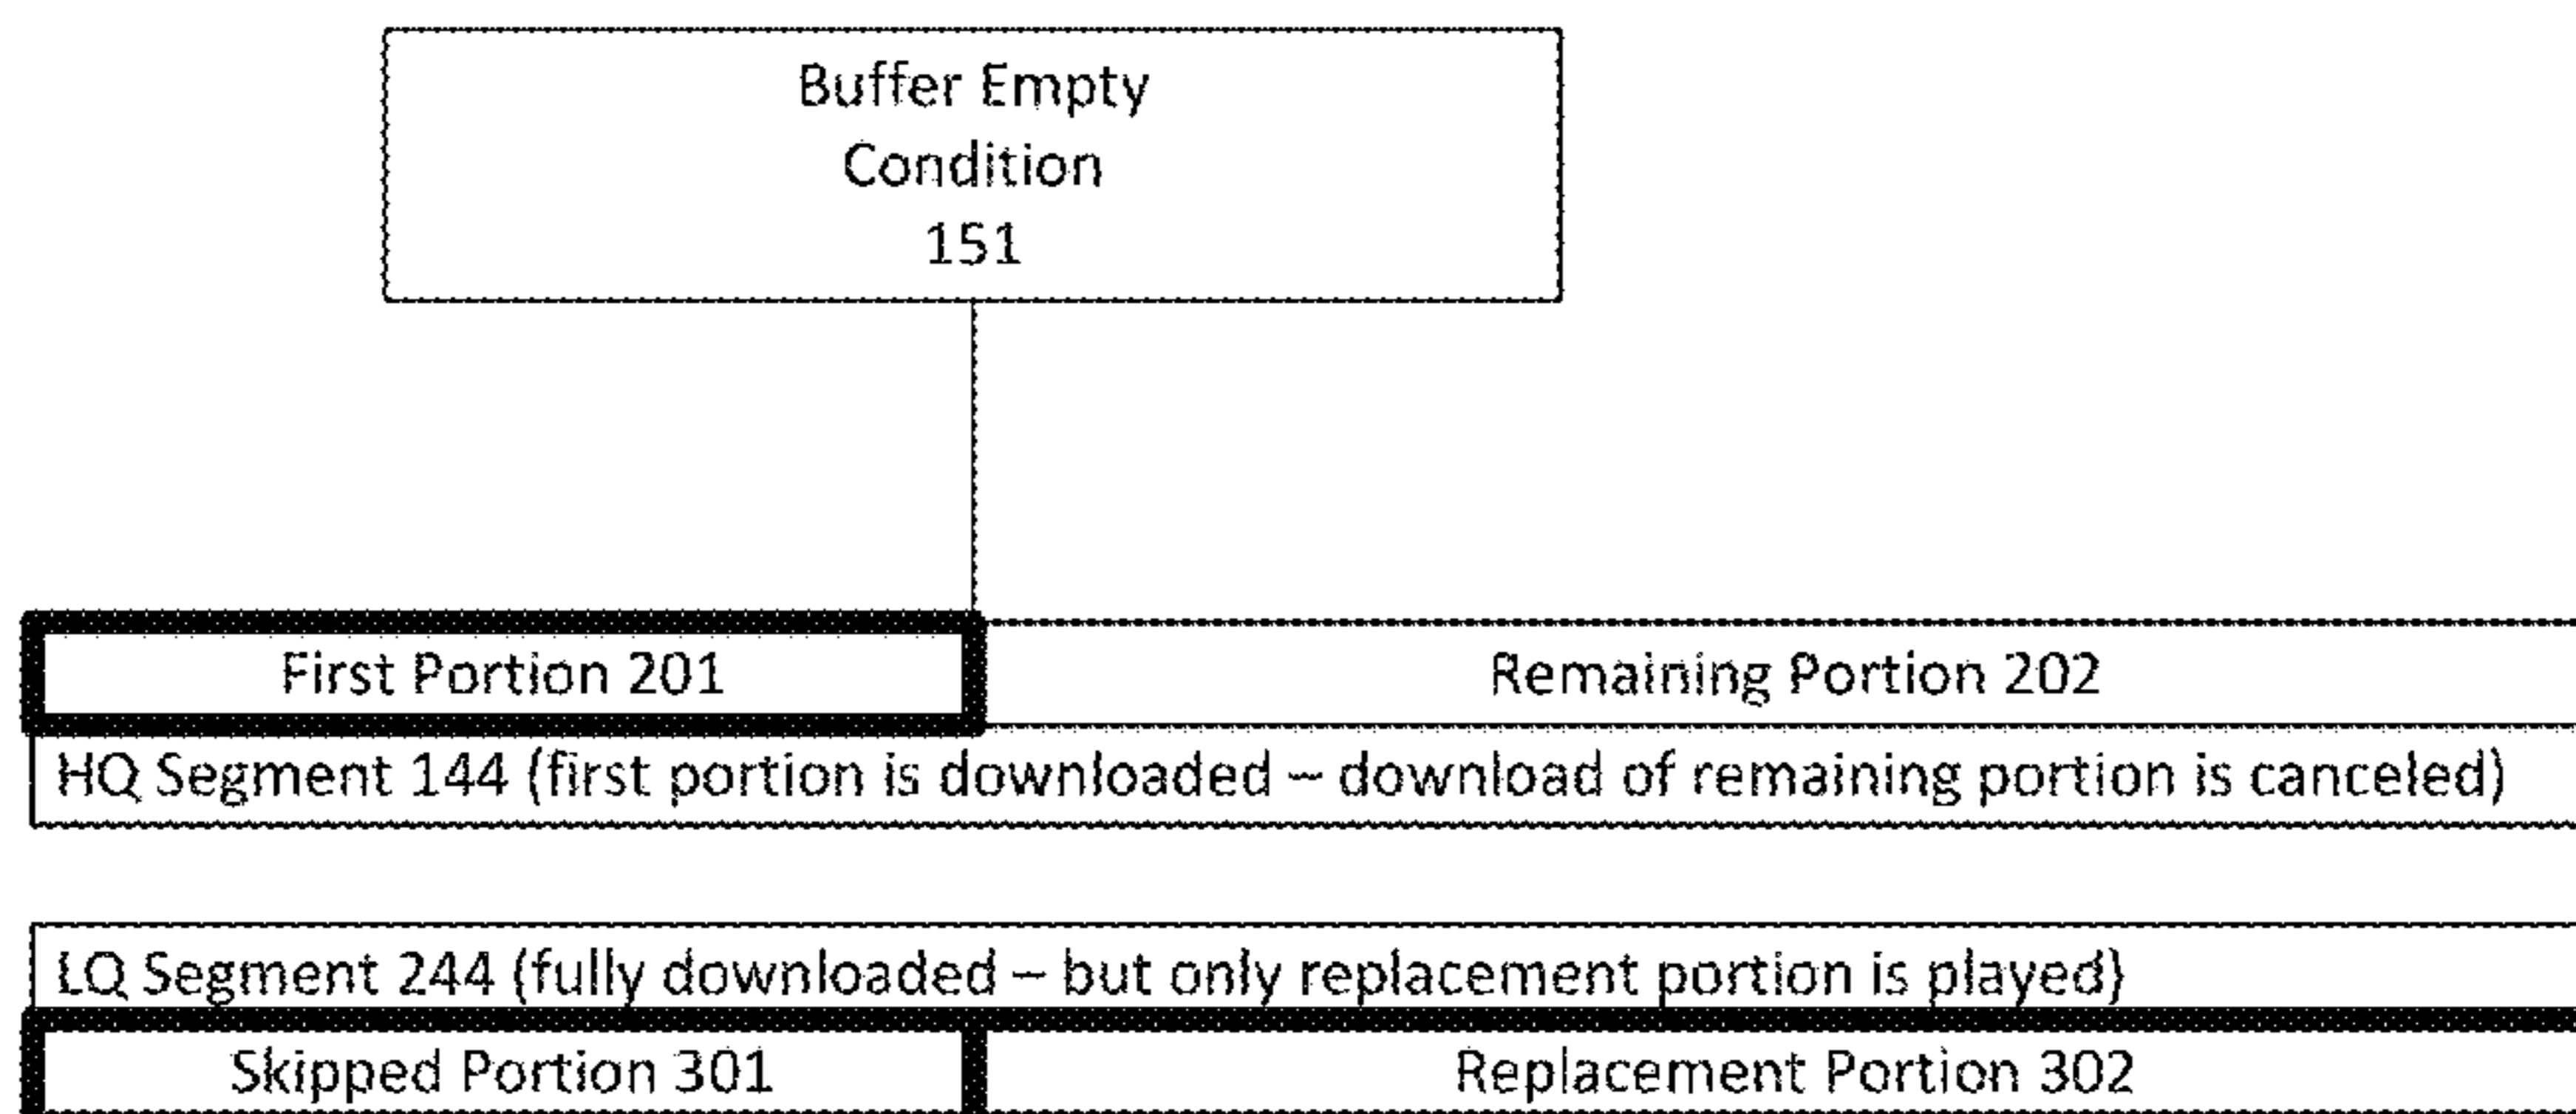 Buffer Empty
Condition
151
First Portion 201
Remaining Portion 202
HQ Segment 144 (first portion is downloaded – download of remaining portion is canceled)
LQ Segment 244 (fully downloaded – but only replacement portion is played)
Skipped Portion 301
Replacement Portion 302